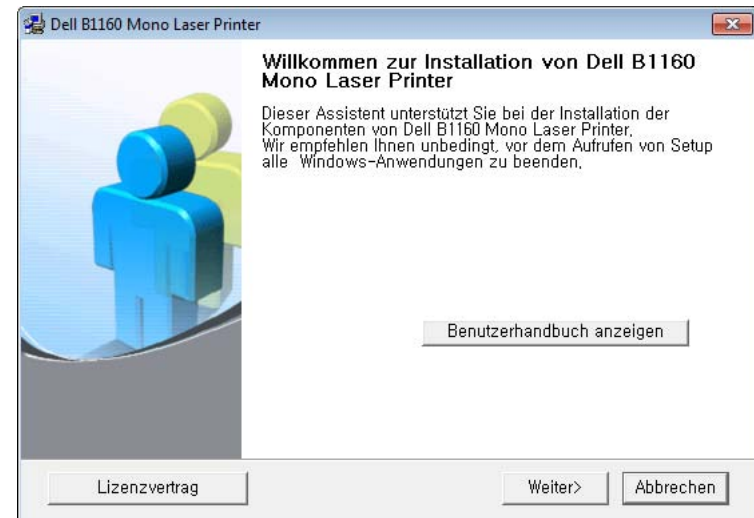 Dell B1160 Mono Laser Printer
Willkommen zur Installation von Dell B1160
Mono Laser Printer
Dieser Assistent unterstützt Sie bei der Installation der
Komponenten von Dell B1160 Mono Laser Printer.
Wir empfehlen Ihnen unbedingt, vor dem Aufrufen von Setup
alle Windows-Anwendungen zu beenden.
Benutzerhandbuch anzeigen
Lizenzvertrag
Weiter>
Abbrechen